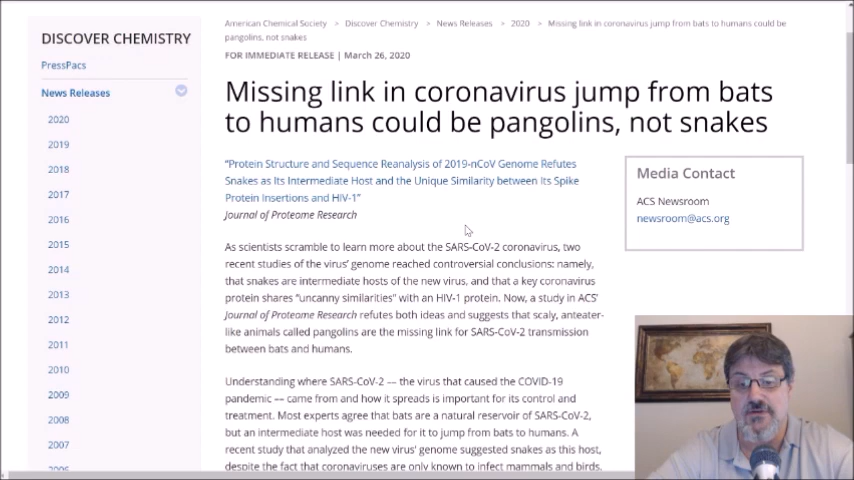 American Chemical Society > Discover Chemistry > News Releases > 2020 > Missing link in coronavirus jump from bats to humans could be
pangolins, not snakes
DISCOVER CHEMISTRY
PressPacs
News Releases
2020
2019
2018
2017
2016
2015
2014
2013
2012
2011
2010
2009
2008
2007
FOR IMMEDIATE RELEASE | March 26, 2020
Missing link in coronavirus jump from bats
to humans could be pangolins, not snakes
"Protein Structure and Sequence Reanalysis of 2019-nCoV Genome Refutes
Snakes as Its Intermediate Host and the Unique Similarity between Its Spike
Protein Insertions and HIV-1"
Journal of Proteome Research
As scientists scramble to learn more about the SARS-CoV-2 coronavirus, two
recent studies of the virus' genome reached controversial conclusions: namely,
that snakes are intermediate hosts of the new virus, and that a key coronavirus
protein shares "uncanny similarities" with an HIV-1 protein. Now, a study in ACS'
Journal of Proteome Research refutes both ideas and suggests that scaly, anteater-
like animals called pangolins are the missing link for SARS-CoV-2 transmission
between bats and humans.
Understanding where SARS-CoV-2 -- the virus that caused the COVID-19
pandemic -- came from and how it spreads is important for its control and
treatment. Most experts agree that bats are a natural reservoir of SARS-CoV-2,
but an intermediate host was needed for it to jump from bats to humans. A
recent study that analyzed the new virus' genome suggested snakes as this host,
despite the fact that coronaviruses are only known to infect mammals and birds.
Media Contact
ACS Newsroom
newsroom@acs.org